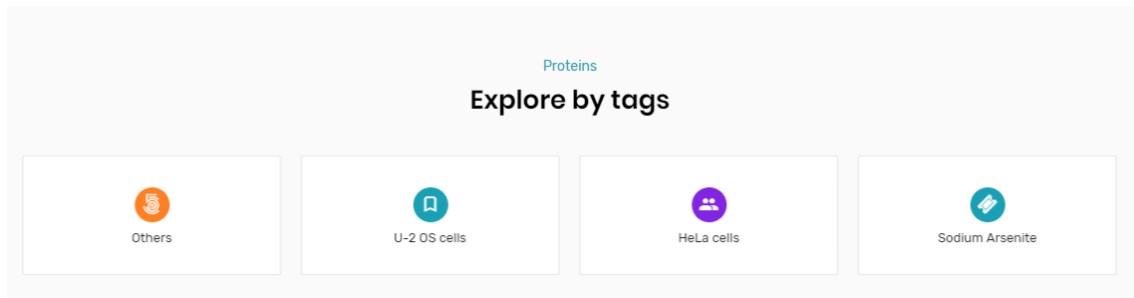 Proteins
Explore by tags
Others
U-2 OS cells
HeLa cells
Sodium Arsenite